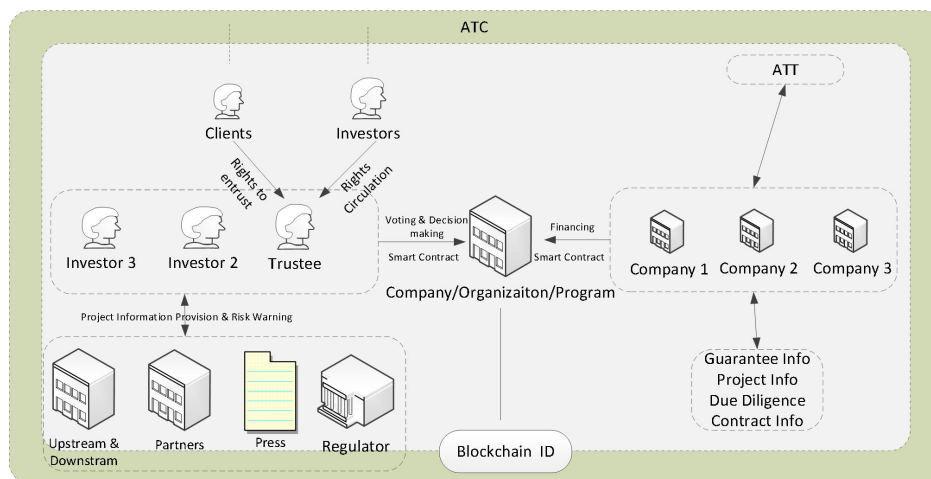 ATC
ATT
Clients
Investors
Rights to
entrust
Rights
Circulation
Investor 3
Investor 2
Trustee
Voting & Decision
making
Smart Contract
Financing
Smart Contract
Company 1
Company 2
Company 3
Company/Organizaiton/Program
Project Information Provision & Risk Warning
Guarantee Info
Project Info
Due Diligence
Contract Info
Upstream &
Downstram
Partners
Press
Regulator
Blockchain ID